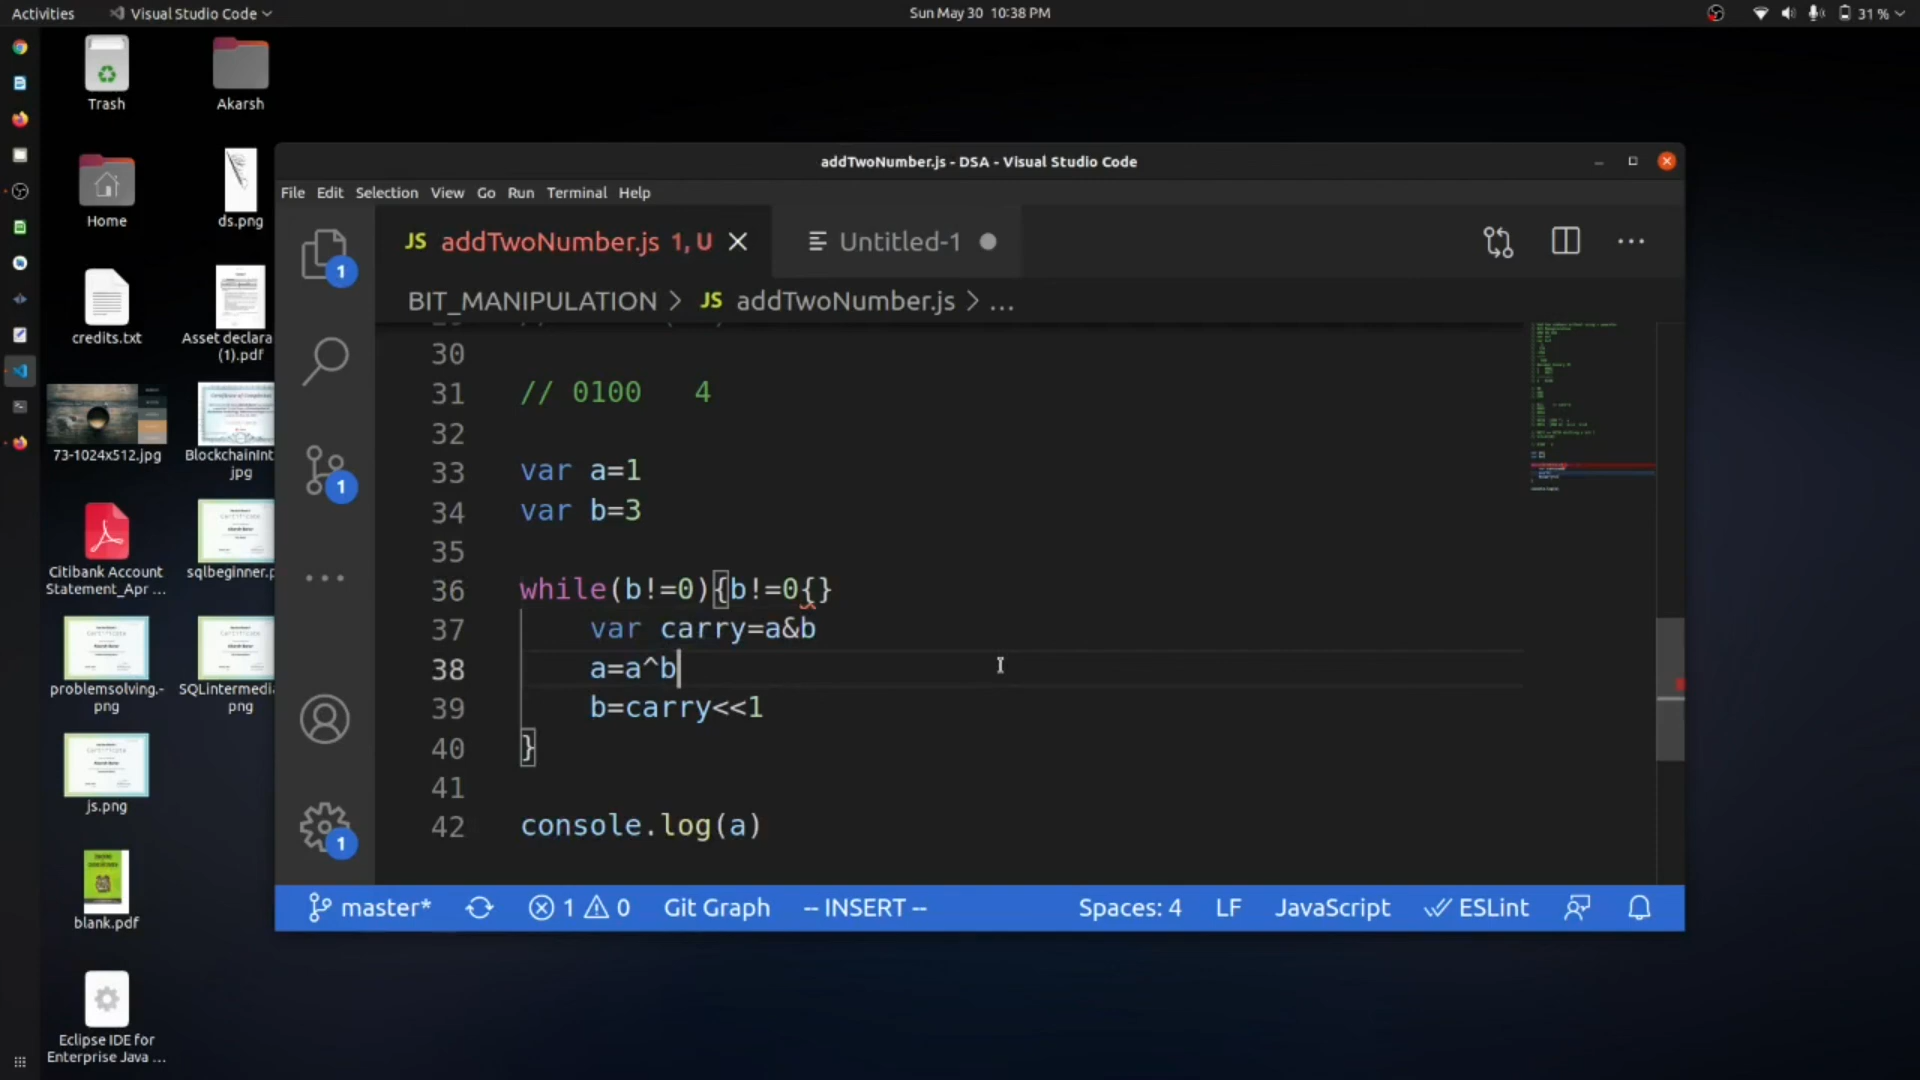 Activities
Visual Studio Code
Sun May 30 10:38 PM
31 %
Trash
Akarsh
Home
ds.png
credits.txt
Asset declara
(1).pdf
73-1024x512.jpg
BlockchainInt
jpg
Citibank Account
Statement_Apr ...
sqlbeginner.p
problemsolving.-
png
SQLintermedi
png
js.png
blank.pdf
Eclipse IDE for
Enterprise Java ...
addTwoNumber.js - DSA - Visual Studio Code
File Edit Selection View Go Run Terminal Help
JS addTwoNumber.js 1, U
Untitled-1
BIT_MANIPULATION > JS addTwoNumber.js > ...
30
31 // 0100 4
32
33 var a=1
34 var b=3
35
36 while(b!=0){b!=0{}
37 var carry=a&b
38 a=a^b
39 b=carry<<1
40 }
41
42 console.log(a)
1
1
1
master* 1 0 Git Graph -- INSERT -- Spaces: 4 LF JavaScript ESLint